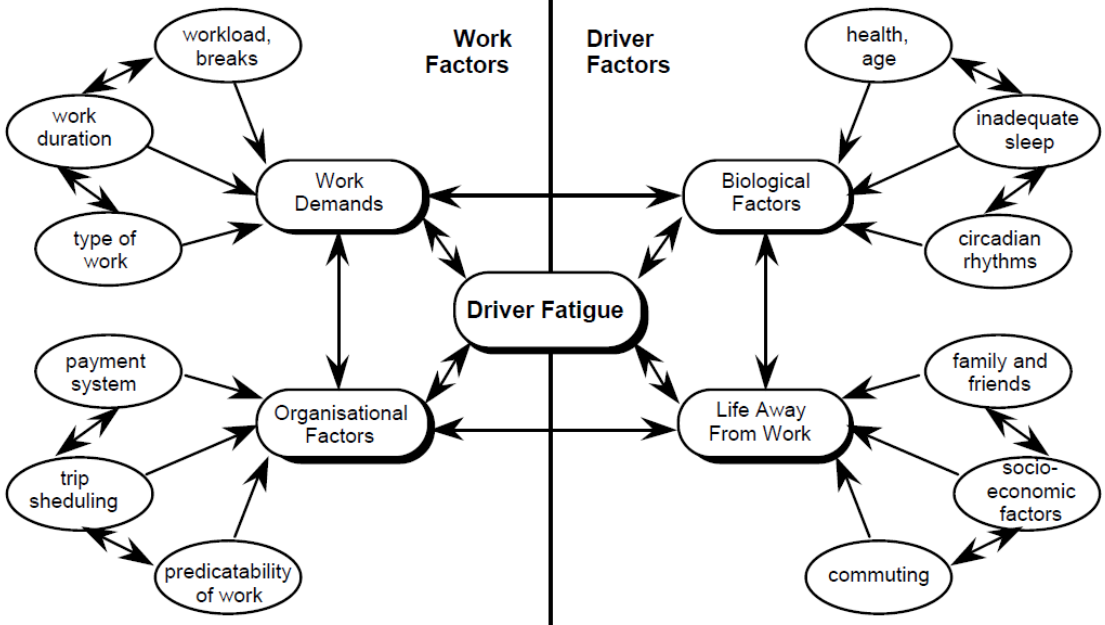 Work
Factors
Driver
Factors
workload,
breaks
work
duration
type of
work
Work
Demands
health,
age
inadequate
sleep
circadian
rhythms
Biological
Factors
Driver Fatigue
payment
system
trip
sheduling
predicatability
of work
Organisational
Factors
family and
friends
socio-
economic
factors
commuting
Life Away
From Work